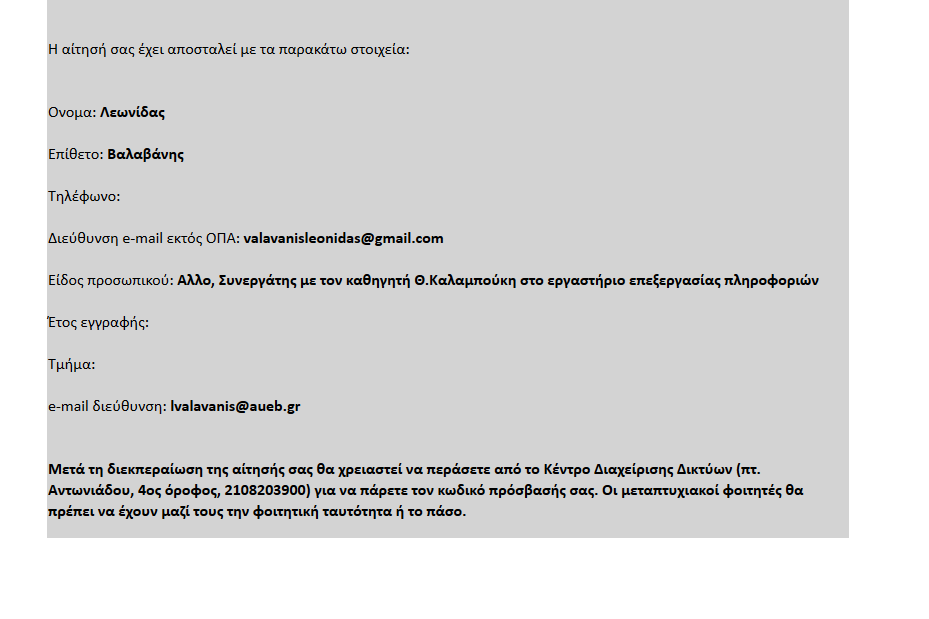 Η αίτησή σας έχει αποσταλεί με τα παρακάτω στοιχεία:
Ονομα: Λεωνίδας
Επίθετο: Βαλαβάνης
Τηλέφωνο:
Διεύθυνση e-mail εκτός ΟΠΑ: valavanisleonidas@gmail.com
Είδος προσωπικού: Αλλο, Συνεργάτης με τον καθηγητή Θ.Καλαμπούκη στο εργαστήριο επεξεργασίας πληροφοριών
Έτος εγγραφής:
Τμήμα:
e-mail διεύθυνση: lvalavanis@aueb.gr
Μετά τη διεκπεραίωση της αίτησής σας θα χρειαστεί να περάσετε από το Κέντρο Διαχείρισης Δικτύων (πτ.
Αντωνιάδου, 4ος όροφος, 2108203900) για να πάρετε τον κωδικό πρόσβασής σας. Οι μεταπτυχιακοί φοιτητές θα
πρέπει να έχουν μαζί τους την φοιτητική ταυτότητα ή το πάσο.